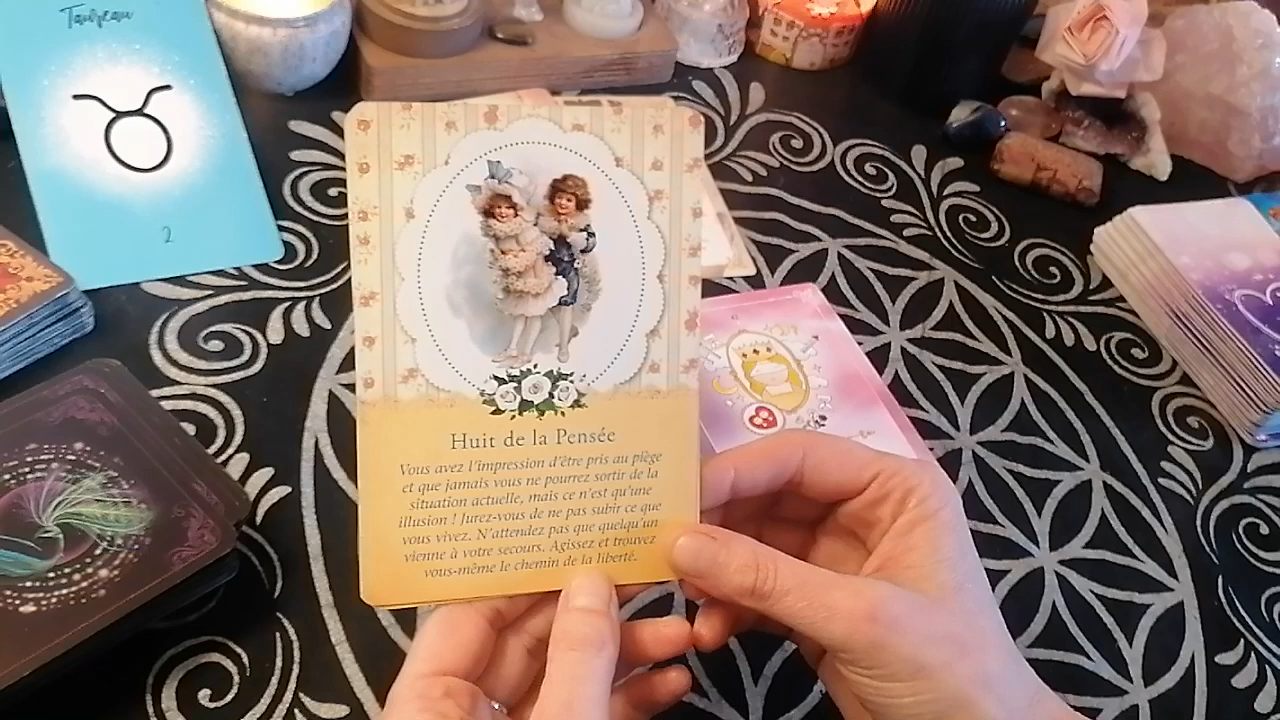 Taureau
2
Huit de la Pensée
Vous avez l'impression d'être pris au piège
et que jamais vous ne pourrez sortir de la
situation actuelle, mais ce n'est qu'une
illusion ! Jurez-vous de ne pas subir ce que
vous vivez. N'attendez pas que quelqu'un
vienne à votre secours. Agissez et trouvez
vous-même le chemin de la liberté.